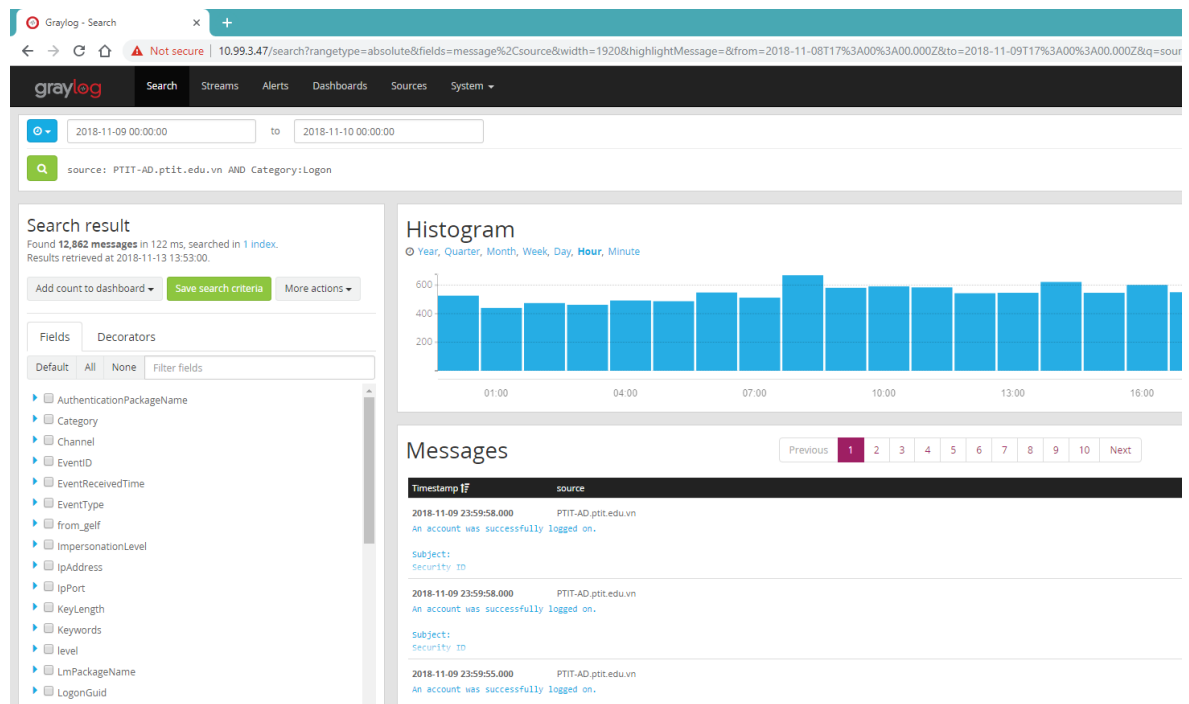 Graylog - Search
Not secure 10.99.3.47/search?rangetype=absolute&fields=message%2Csource&width=1920&highlightMessage=&from=2018-11-08T17%3A00%3A00.000Z&to=2018-11-09T17%3A00%3A00.000Z&q=sour
graylog Search Streams Alerts Dashboards Sources System
2018-11-09 00:00:00 to 2018-11-10 00:00:00
source: PTIT-AD.ptit.edu.vn AND Category:Logon
Search result
Found 12,862 messages in 122 ms, searched in 1 index.
Results retrieved at 2018-11-13 13:53:00.
Add count to dashboard Save search criteria More actions
Fields Decorators
Default All None Filter fields
AuthenticationPackageName
Category
Channel
EventID
EventReceivedTime
EventType
from_gelf
ImpersonationLevel
IpAddress
IpPort
KeyLength
Keywords
level
LmPackageName
LogonGuid
Histogram
Year, Quarter, Month, Week, Day, Hour, Minute
600
400
200
01:00 04:00 07:00 10:00 13:00 16:00
Messages
Previous 1 2 3 4 5 6 7 8 9 10 Next
Timestamp source
2018-11-09 23:59:58.000 PTIT-AD.ptit.edu.vn
An account was successfully logged on.
Subject:
Security ID
2018-11-09 23:59:58.000 PTIT-AD.ptit.edu.vn
An account was successfully logged on.
Subject:
Security ID
2018-11-09 23:59:55.000 PTIT-AD.ptit.edu.vn
An account was successfully logged on.